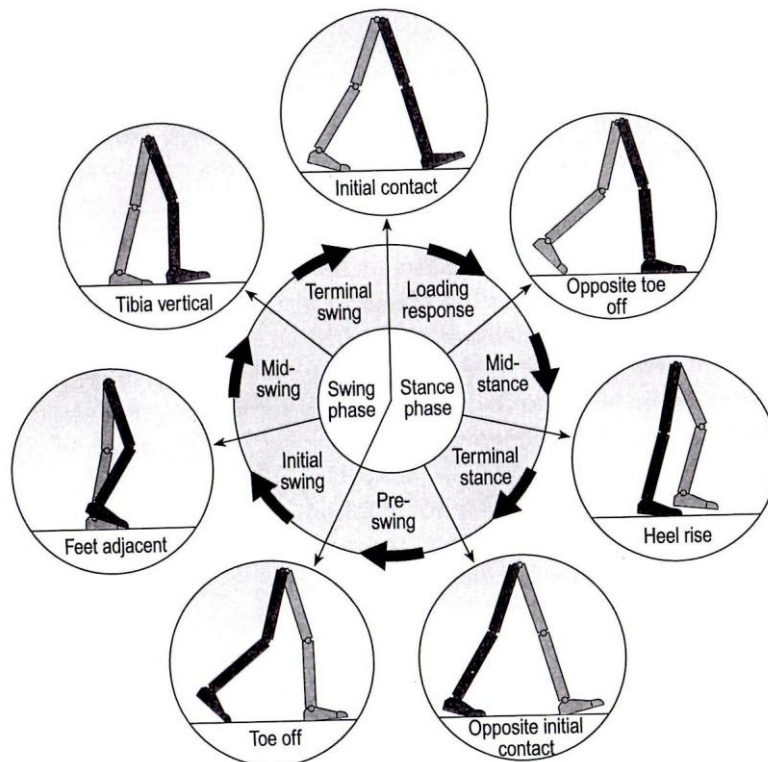 Initial contact
Opposite toe
off
Heel rise
Opposite initial
contact
Toe off
Feet adjacent
Tibia vertical
Terminal
swing
Loading
response
Mid-
stance
Terminal
stance
Pre-
swing
Initial
swing
Mid-
swing
Swing
phase
Stance
phase